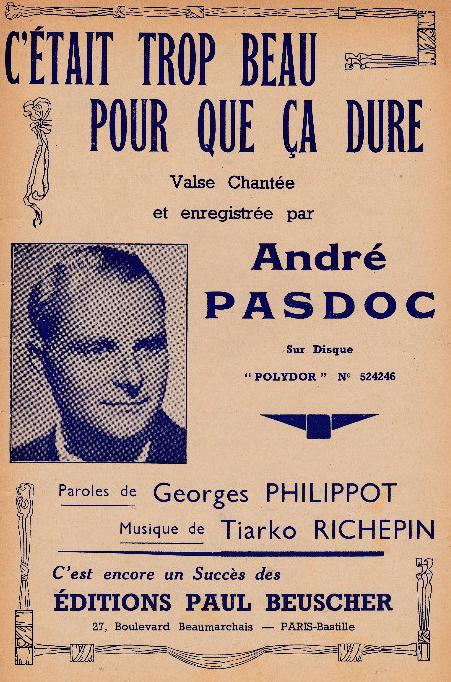 C'ÉTAIT TROP BEAU
POUR QUE ÇA DURE
Valse Chantée
et enregistrée par
André
PASDOC
Sur Disque
"POLYDOR" N° 524246
Paroles de Georges PHILIPPOT
Musique de Tiarko RICHEPIN
C'est encore un Succès des
ÉDITIONS PAUL BEUSCHER
27, Boulevard Beaumarchais — PARIS-Bastille